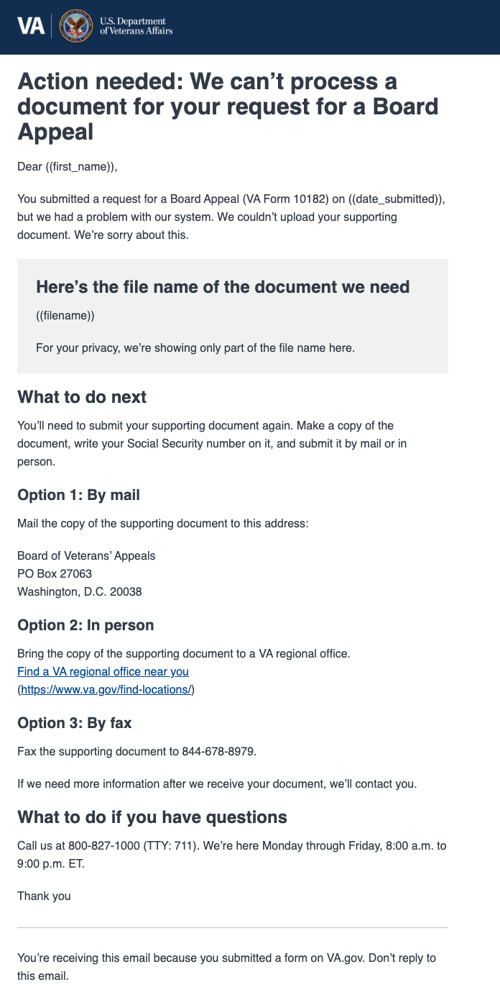 VA
U.S. Department
of Veterans Affairs
Action needed: We can’t process a
document for your request for a Board
Appeal
Dear ((first_name)),
You submitted a request for a Board Appeal (VA Form 10182) on ((date_submitted)),
but we had a problem with our system. We couldn’t upload your supporting
document. We’re sorry about this.
Here’s the file name of the document we need
((filename))
For your privacy, we’re showing only part of the file name here.
What to do next
You’ll need to submit your supporting document again. Make a copy of the
document, write your Social Security number on it, and submit it by mail or in
person.
Option 1: By mail
Mail the copy of the supporting document to this address:
Board of Veterans’ Appeals
PO Box 27063
Washington, D.C. 20038
Option 2: In person
Bring the copy of the supporting document to a VA regional office.
Find a VA regional office near you
(https://www.va.gov/find-locations/)
Option 3: By fax
Fax the supporting document to 844-678-8979.
If we need more information after we receive your document, we’ll contact you.
What to do if you have questions
Call us at 800-827-1000 (TTY: 711). We’re here Monday through Friday, 8:00 a.m. to
9:00 p.m. ET.
Thank you
You’re receiving this email because you submitted a form on VA.gov. Don’t reply to
this email.